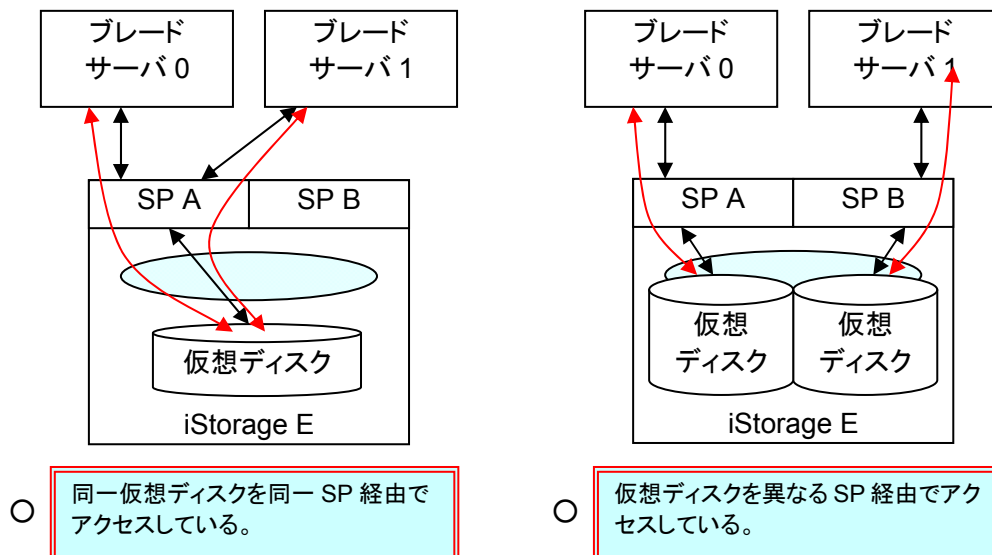 ブレード
サーバ 0
ブレード
サーバ 1
SP A
SP B
仮想ディスク
iStorage E
○
同一仮想ディスクを同一 SP 経由で
アクセスしている。
ブレード
サーバ 0
ブレード
サーバ 1
SP A
SP B
仮想
ディスク
仮想
ディスク
iStorage E
○
仮想ディスクを異なる SP 経由でアク
セスしている。